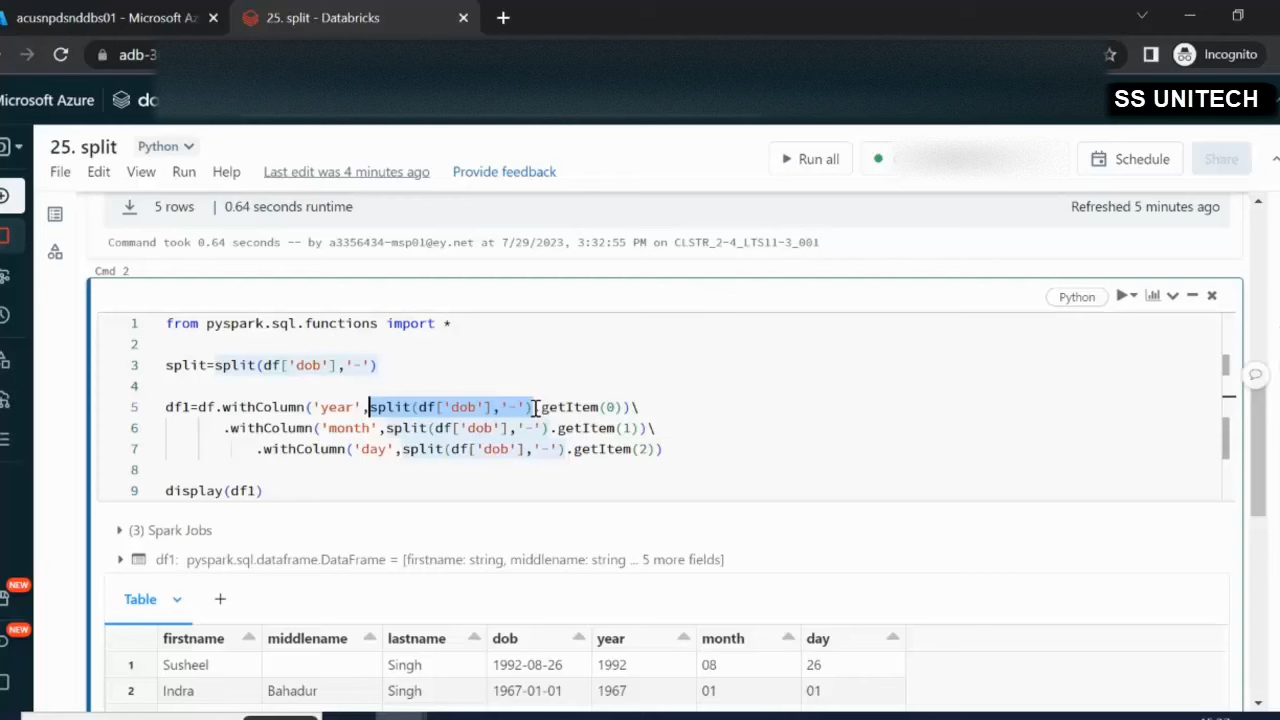 acusnpdsnddbs01 - Microsoft Az
25. split - Databricks
adb-3
Incognito
Microsoft Azure
SS UNITECH
25. split
Python
Run all
Schedule
Share
File Edit View Run Help Last edit was 4 minutes ago Provide feedback
5 rows | 0.64 seconds runtime
Refreshed 5 minutes ago
Command took 0.64 seconds -- by a3356434-msp01@ey.net at 7/29/2023, 3:32:55 PM on CLSTR_2-4_LTS11-3_001
Cmd 2
Python
1 from pyspark.sql.functions import *
2
3 split=split(df['dob'],'-')
4
5 df1=df.withColumn('year',split(df['dob'],'-').getItem(0))\
6 .withColumn('month',split(df['dob'],'-').getItem(1))\
7 .withColumn('day',split(df['dob'],'-').getItem(2))
8
9 display(df1)
(3) Spark Jobs
df1: pyspark.sql.dataframe.DataFrame = [firstname: string, middlename: string ... 5 more fields]
NEW
Table
NEW
firstname middlename lastname dob year month day
1 Susheel Singh 1992-08-26 1992 08 26
2 Indra Bahadur Singh 1967-01-01 1967 01 01